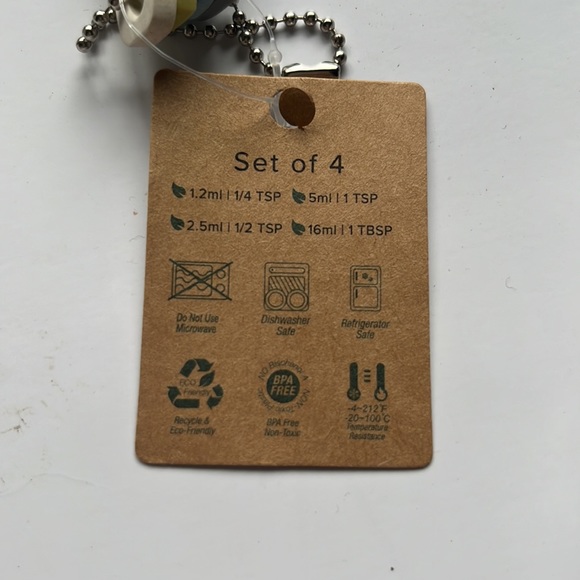 Set of 4
1.2ml | 1/4 TSP 5ml | 1 TSP
2.5ml | 1/2 TSP 16ml | 1 TBSP
Do Not Use
Microwave
Dishwasher
Safe
Refrigerator
Safe
ECO
Friendly
Recycle &
Eco-Friendly
NO Bisphenol A
BPA
FREE
BPA Free
Non-Toxic
-4~212°F
-20~100°C
Temperature
Resistance